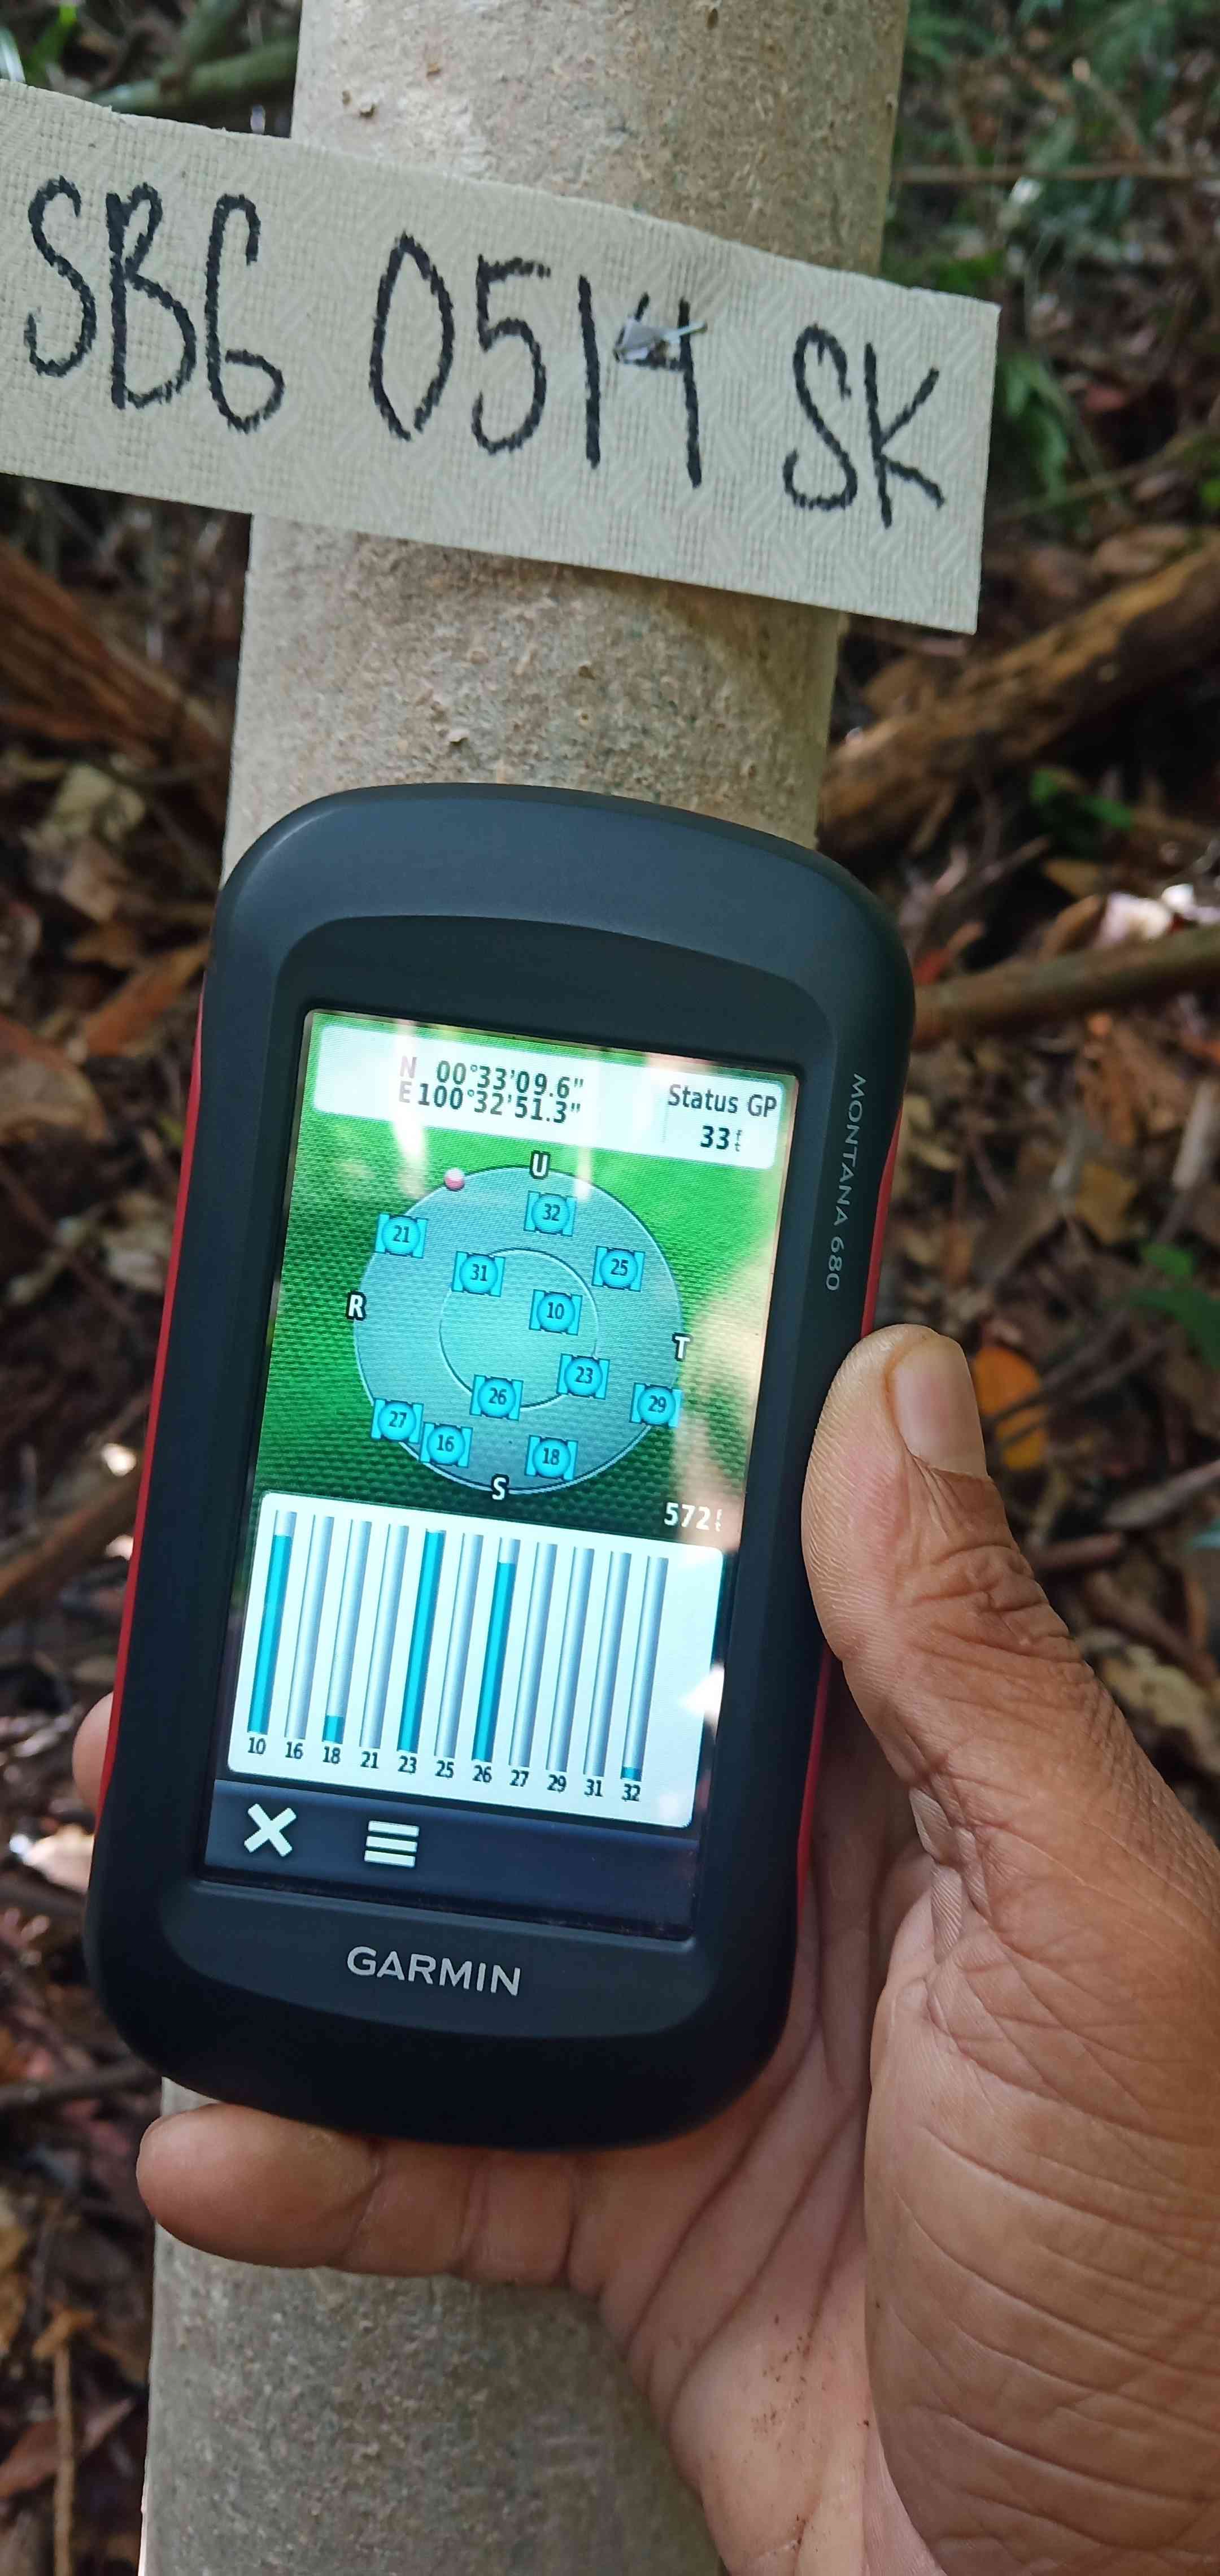 SBG 0514 SK
MONTANA 680
N 00°33'09.6"
E 100°32'51.3"
Status GP
33ft
U
32
21
25
31
10
R
T
23
26
29
27
16
18
S
572ft
10 16 18 21 23 25 26 27 29 31 32
GARMIN